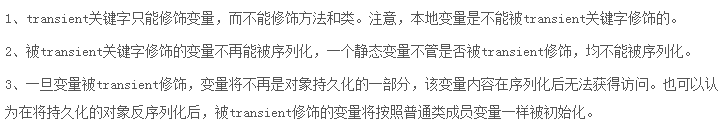 1、transient关键字只能修饰变量，而不能修饰方法和类。注意，本地变量是不能被transient关键字修饰的。
2、被transient关键字修饰的变量不再能被序列化，一个静态变量不管是否被transient修饰，均不能被序列化。
3、一旦变量被transient修饰，变量将不再是对象持久化的一部分，该变量内容在序列化后无法获得访问。也可以认
为在将持久化的对象反序列化后，被transient修饰的变量将按照普通类成员变量一样被初始化。